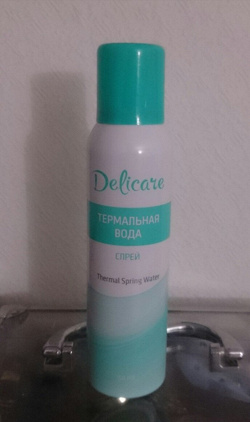 Delicare
ТЕРМАЛЬНАЯ
ВОДА
СПРЕЙ
Thermal Spring Water